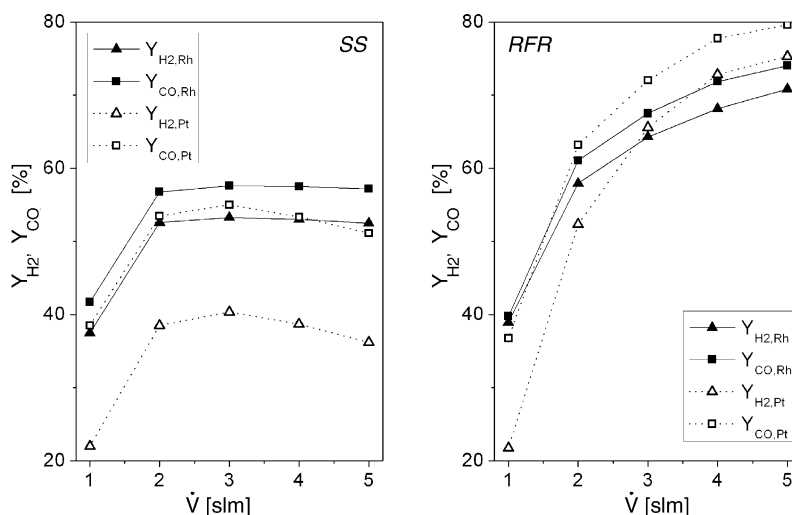 80
60
40
20
Y_H2, Y_CO [%]
SS
Y_H2,Rh
Y_CO,Rh
Y_H2,Pt
Y_CO,Pt
1 2 3 4 5
V̇ [slm]
80
60
40
20
Y_H2, Y_CO [%]
RFR
Y_H2,Rh
Y_CO,Rh
Y_H2,Pt
Y_CO,Pt
1 2 3 4 5
V̇ [slm]